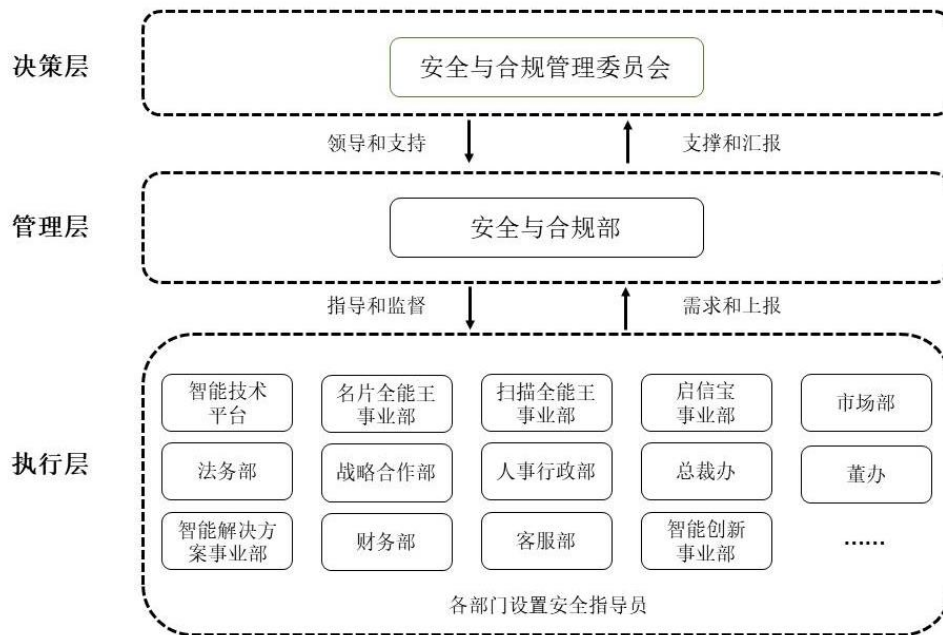 决策层
安全与合规管理委员会
领导和支持
支撑和汇报
管理层
安全与合规部
指导和监督
需求和上报
执行层
智能技术
平台
名片全能王
事业部
扫描全能王
事业部
启信宝
事业部
市场部
法务部
战略合作部
人事行政部
总裁办
董办
智能解决方
案事业部
财务部
客服部
智能创新
事业部
……
各部门设置安全指导员